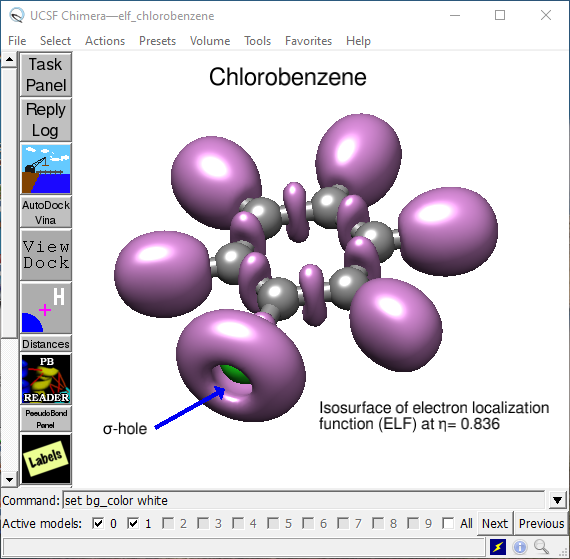 UCSF Chimera—elf_chlorobenzene
File Select Actions Presets Volume Tools Favorites Help
Task
Panel
Reply
Log
AutoDock
Vina
View
Dock
H
Distances
PB
READER
PseudoBond
Panel
Labels
Chlorobenzene
σ-hole
Isosurface of electron localization
function (ELF) at η= 0.836
Command: set bg_color white
Active models: 0 1 2 3 4 5 6 7 8 9 All Next Previous